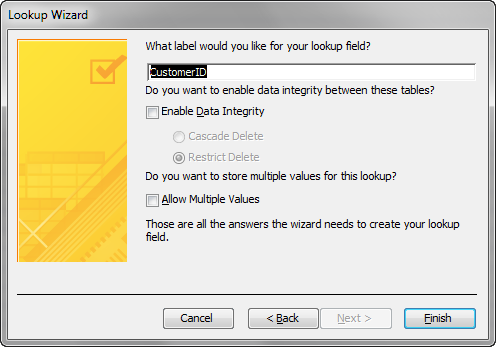 Lookup Wizard
What label would you like for your lookup field?
CustomerID
Do you want to enable data integrity between these tables?
Enable Data Integrity
Cascade Delete
Restrict Delete
Do you want to store multiple values for this lookup?
Allow Multiple Values
Those are all the answers the wizard needs to create your lookup
field.
Cancel < Back Next > Finish